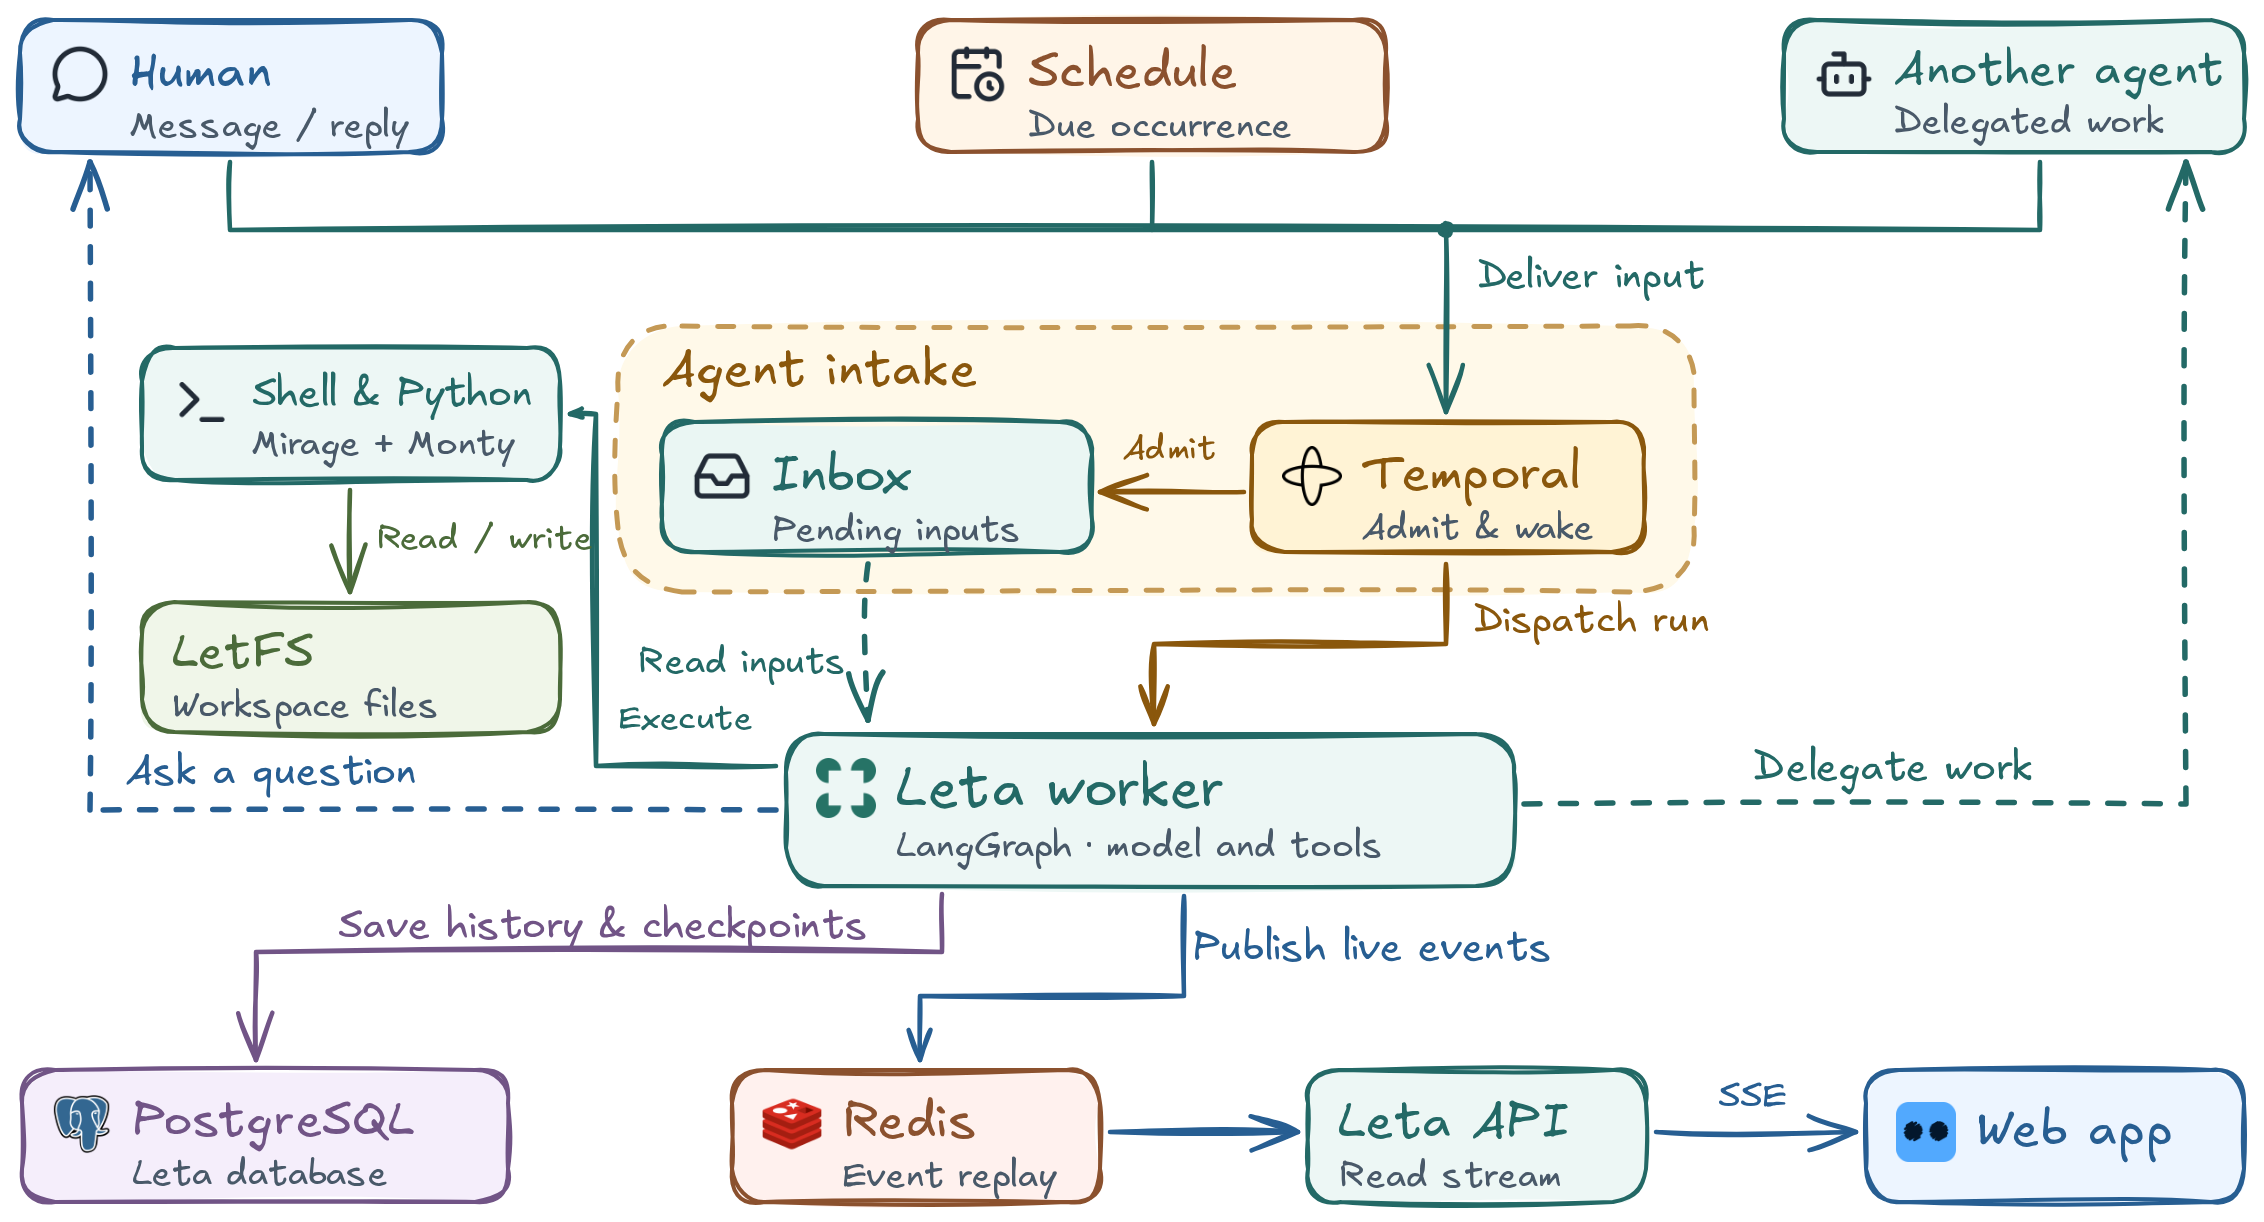 Human
Message / reply
Schedule
Due occurrence
Another agent
Delegated work
Deliver input
Agent intake
Shell & Python
Mirage + Monty
Inbox
Pending inputs
Admit
Temporal
Admit & wake
Read / write
Dispatch run
LetFS
Workspace files
Read inputs
Execute
Ask a question
Leta worker
LangGraph · model and tools
Delegate work
Save history & checkpoints
Publish live events
PostgreSQL
Leta database
Redis
Event replay
Leta API
Read stream
SSE
Web app